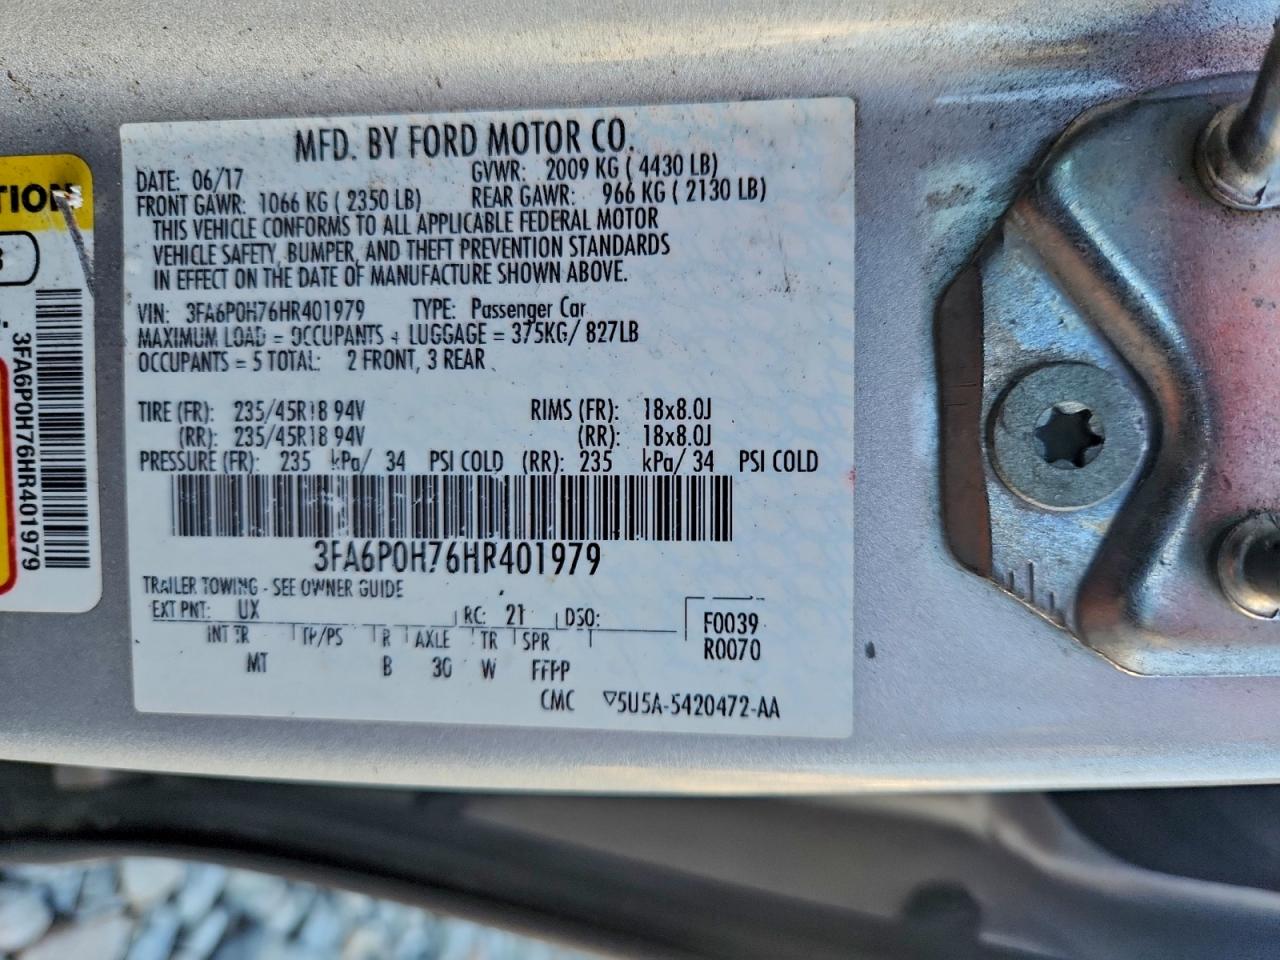 TION
3
3FA6P0H76HR401979
MFD. BY FORD MOTOR CO.
DATE: 06/17 GVWR: 2009 KG ( 4430 LB)
FRONT GAWR: 1066 KG ( 2350 LB) REAR GAWR: 966 KG ( 2130 LB)
THIS VEHICLE CONFORMS TO ALL APPLICABLE FEDERAL MOTOR
VEHICLE SAFETY, BUMPER, AND THEFT PREVENTION STANDARDS
IN EFFECT ON THE DATE OF MANUFACTURE SHOWN ABOVE.
VIN: 3FA6P0H76HR401979 TYPE: Passenger Car
MAXIMUM LOAD = OCCUPANTS + LUGGAGE = 375KG/ 827LB
OCCUPANTS = 5 TOTAL: 2 FRONT, 3 REAR
TIRE (FR): 235/45R18 94V RIMS (FR): 18x8.0J
(RR): 235/45R18 94V (RR): 18x8.0J
PRESSURE (FR): 235 kPa/ 34 PSI COLD (RR): 235 kPa/ 34 PSI COLD
3FA6P0H76HR401979
TRAILER TOWING - SEE OWNER GUIDE
EXT PNT: UX RC: 21 DSO: F0039
INT TR TP/PS R AXLE TR SPR R0070
MT B 30 W FFPP
CMC ▽5U5A-5420472-AA